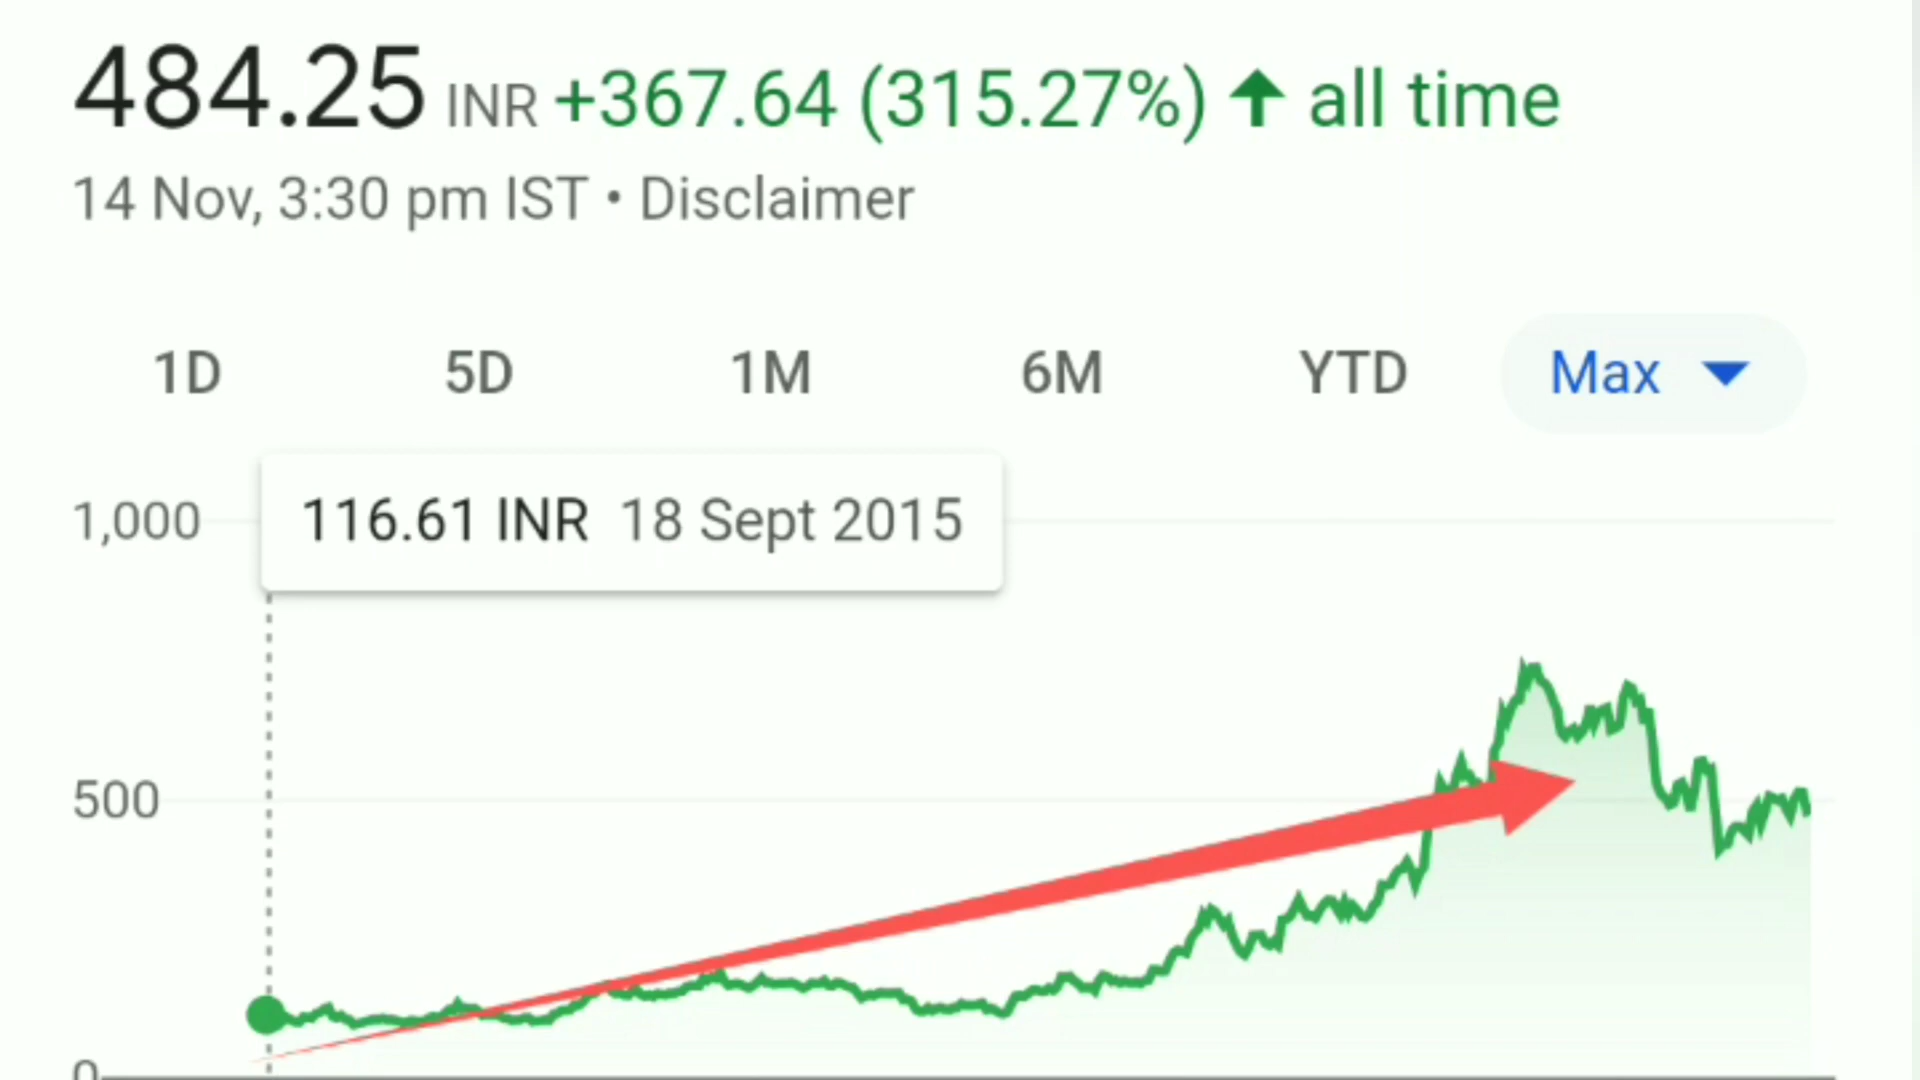 484.25 INR +367.64 (315.27%) ↑ all time
14 Nov, 3:30 pm IST • Disclaimer
1D 5D 1M 6M YTD Max
1,000
116.61 INR 18 Sept 2015
500
0